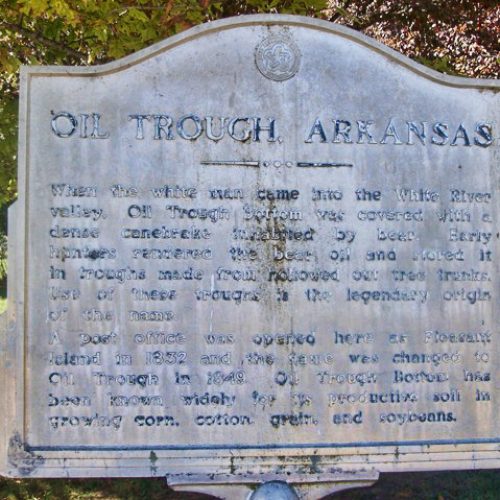 OIL TROUGH, ARKANSAS
When the white man came into the White River
valley, Oil Trough Bottom was covered with a
dense canebrake inhabited by bear. Early
hunters rendered the bear oil and stored it
in troughs made from hollowed out tree trunks.
Use of these troughs is the legendary origin
of the name.
A post office was opened here as Pleasant
Island in 1832 and the name was changed to
Oil Trough in 1849. Oil Trough Bottom has
been known widely for its productive soil in
growing corn, cotton, grain, and soybeans.